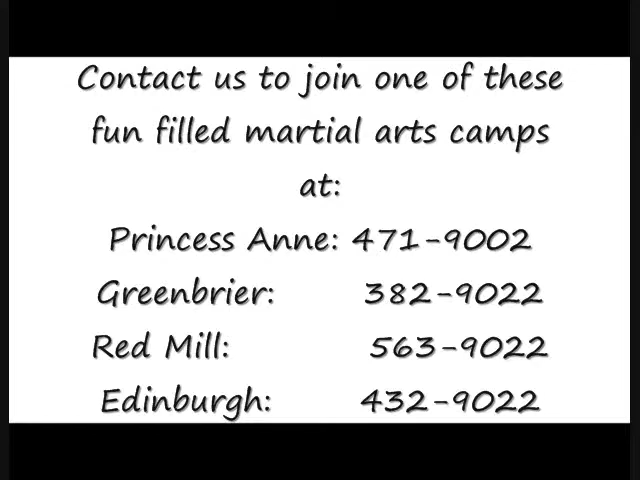 Contact us to join one of these
fun filled martial arts camps
at:
Princess Anne: 471-9002
Greenbrier: 382-9022
Red Mill: 563-9022
Edinburgh: 432-9022